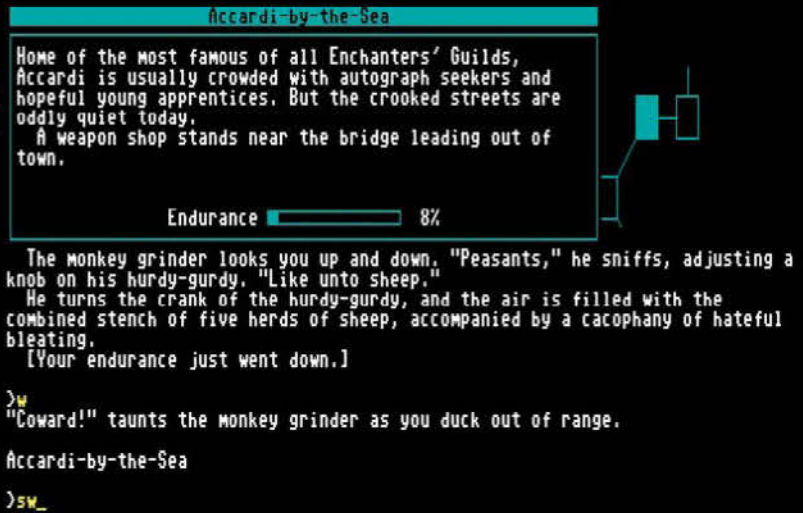 Accardi-by-the-Sea
Home of the most famous of all Enchanters' Guilds,
Accardi is usually crowded with autograph seekers and
hopeful young apprentices. But the crooked streets are
oddly quiet today.
A weapon shop stands near the bridge leading out of
town.
Endurance 8%
The monkey grinder looks you up and down. "Peasants," he sniffs, adjusting a
knob on his hurdy-gurdy. "Like unto sheep."
He turns the crank of the hurdy-gurdy, and the air is filled with the
combined stench of five herds of sheep, accompanied by a cacophany of hateful
bleating.
[Your endurance just went down.]
>w
"Coward!" taunts the monkey grinder as you duck out of range.
Accardi-by-the-Sea
>sw_